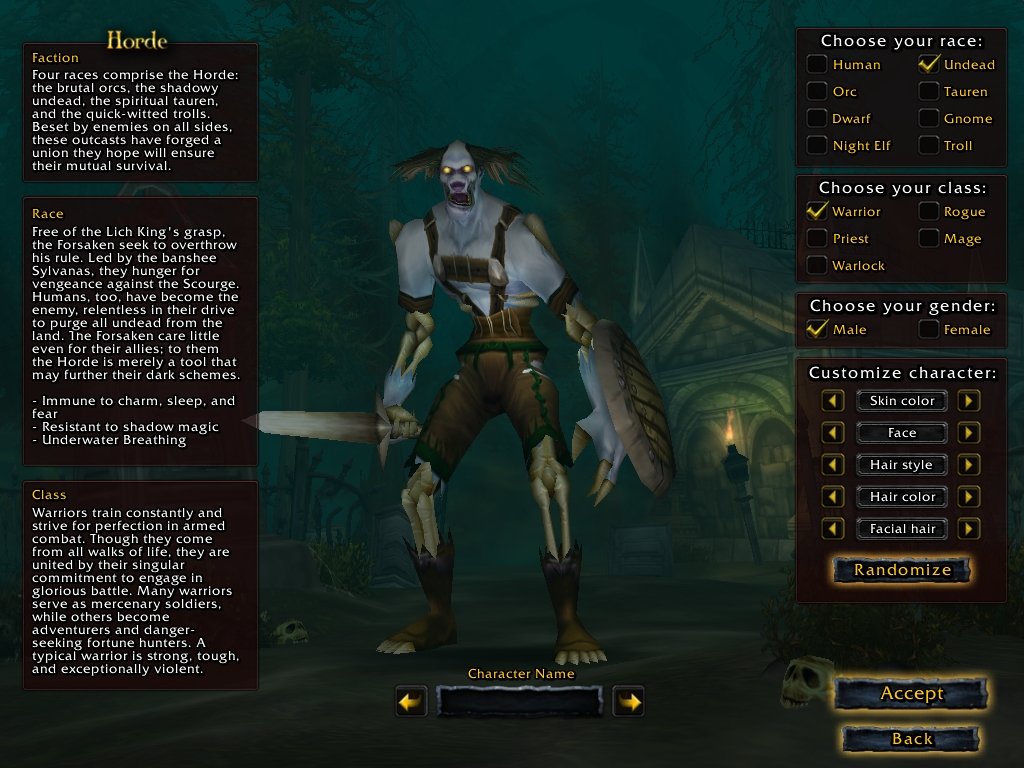 Horde
Faction
Four races comprise the Horde:
the brutal orcs, the shadowy
undead, the spiritual tauren,
and the quick-witted trolls.
Beset by enemies on all sides,
these outcasts have forged a
union they hope will ensure
their mutual survival.
Race
Free of the Lich King's grasp,
the Forsaken seek to overthrow
his rule. Led by the banshee
Sylvanas, they hunger for
vengeance against the Scourge.
Humans, too, have become the
enemy, relentless in their drive
to purge all undead from the
land. The Forsaken care little
even for their allies; to them
the Horde is merely a tool that
may further their dark schemes.
- Immune to charm, sleep, and
fear
- Resistant to shadow magic
- Underwater Breathing
Class
Warriors train constantly and
strive for perfection in armed
combat. Though they come
from all walks of life, they are
united by their singular
commitment to engage in
glorious battle. Many warriors
serve as mercenary soldiers,
while others become
adventurers and danger-
seeking fortune hunters. A
typical warrior is strong, tough,
and exceptionally violent.
Character Name
Choose your race:
Human Undead
Orc Tauren
Dwarf Gnome
Night Elf Troll
Choose your class:
Warrior Rogue
Priest Mage
Warlock
Choose your gender:
Male Female
Customize character:
Skin color
Face
Hair style
Hair color
Facial hair
Randomize
Accept
Back